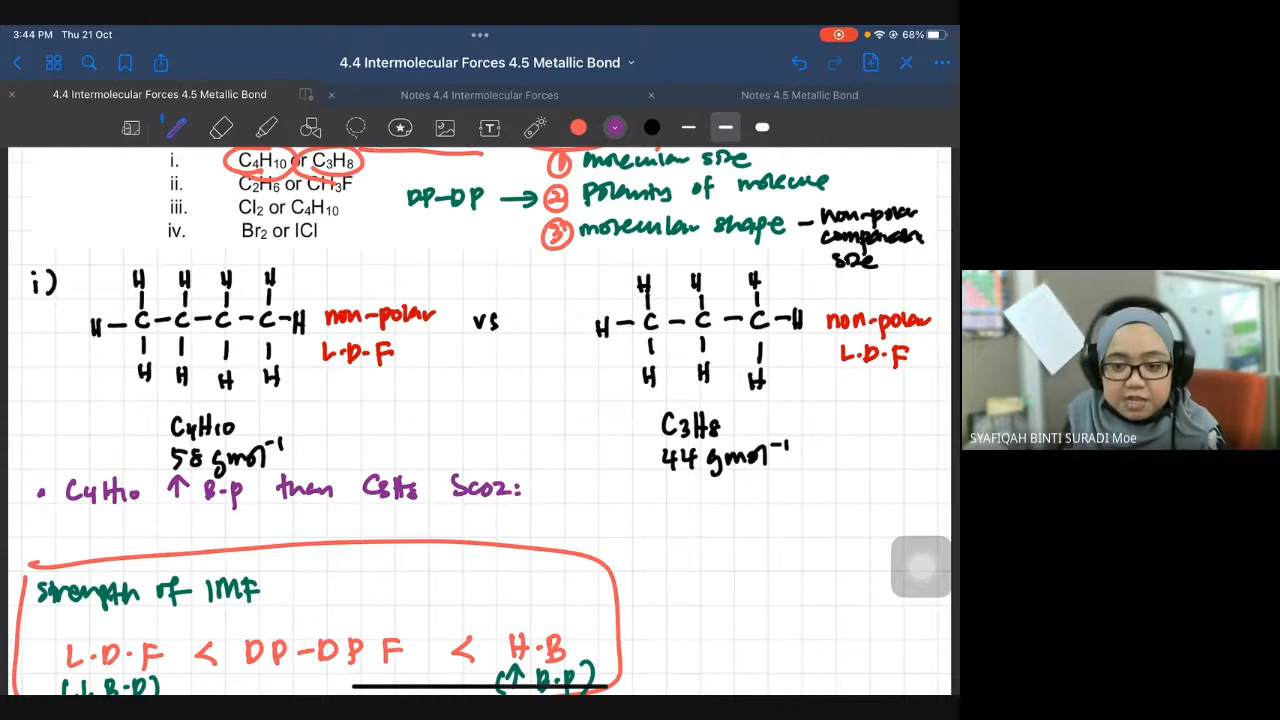 3:44 PM Thu 21 Oct
68%
4.4 Intermolecular Forces 4.5 Metallic Bond
4.4 Intermolecular Forces 4.5 Metallic Bond
Notes 4.4 Intermolecular Forces
Notes 4.5 Metallic Bond
i. C4H10 or C3H8
ii. C2H6 or CH3F
iii. Cl2 or C4H10
iv. Br2 or ICl
① molecular size
DP-DP → ② Polarity of molecule
③ molecular shape - non-polar
comparable
size
i)
H H H H
H - C - C - C - C - H non-polar
L.D.F
H H H H
vs
H H H
H - C - C - C - H non-polar
L.D.F
H H H
C4H10
58 gmol-1
C3H8
44 gmol-1
• C4H10 ↑ B.p than C3H8 Sco2:
Strength of IMF
L.D.F < DP-DP F < H.B
(↓ B.P)
(↑ B.P)
SYAFIQAH BINTI SURADI Moe